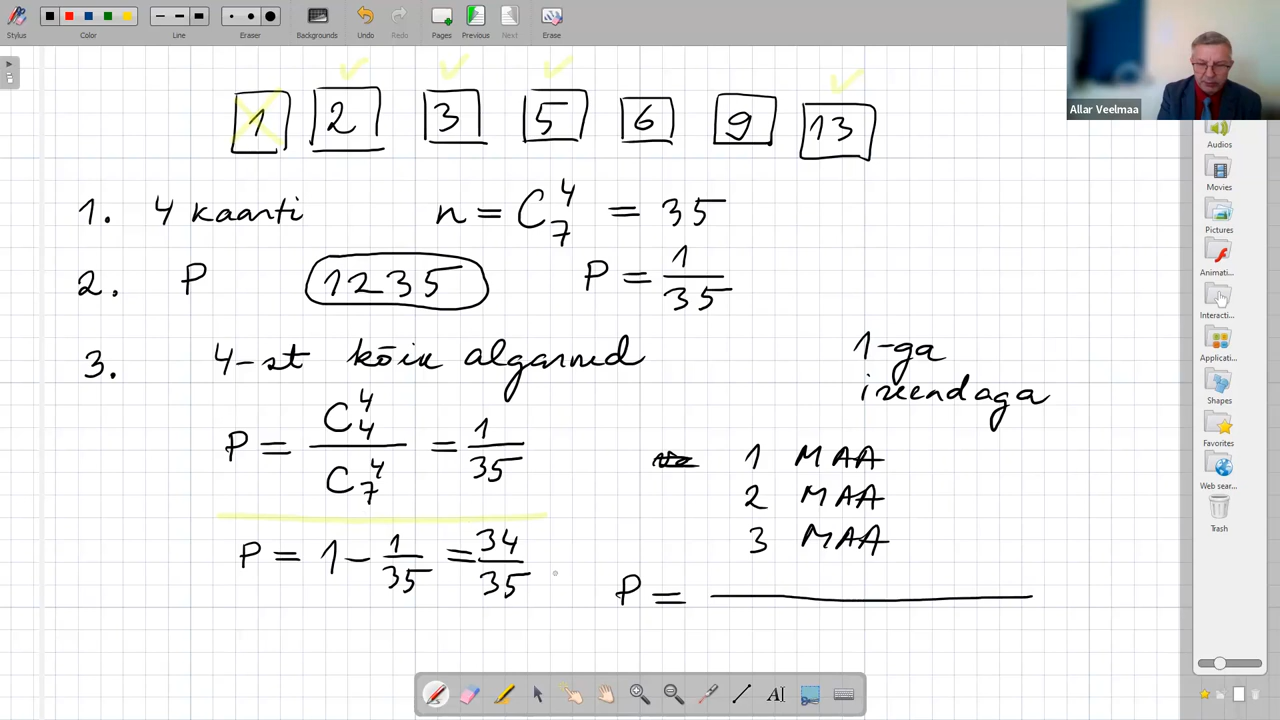 Stylus Color Line Eraser Backgrounds Undo Redo Pages Previous Next Erase
Allar Veelmaa
1 2 3 5 6 9 13
1. 4 kaarti n = C₇⁴ = 35
2. P 1235 P = 1/35
3. 4-st kõik algarvud
1-ga
iseendaga
P = C₄⁴ / C₇⁴ = 1/35
1 MAA
2 MAA
3 MAA
P = 1 - 1/35 = 34/35
P =
Audios
Movies
Pictures
Animati...
Interacti...
Applicati...
Shapes
Favorites
Web sear...
Trash